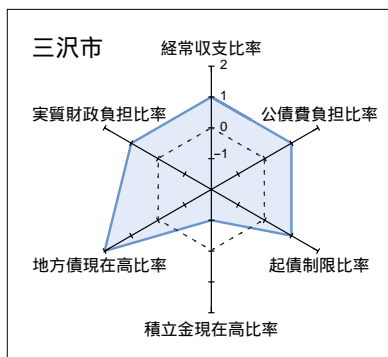 三沢市
経常収支比率
2
実質財政負担比率
公債費負担比率
1
0
−1
地方債現在高比率
起債制限比率
積立金現在高比率